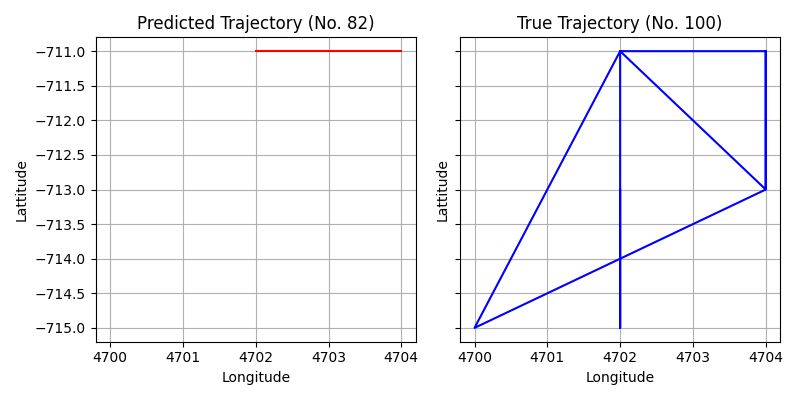 Predicted Trajectory (No. 82)
True Trajectory (No. 100)
−711.0
−711.5
−712.0
−712.5
−713.0
−713.5
−714.0
−714.5
−715.0
Lattitude
Lattitude
4700 4701 4702 4703 4704
4700 4701 4702 4703 4704
Longitude
Longitude